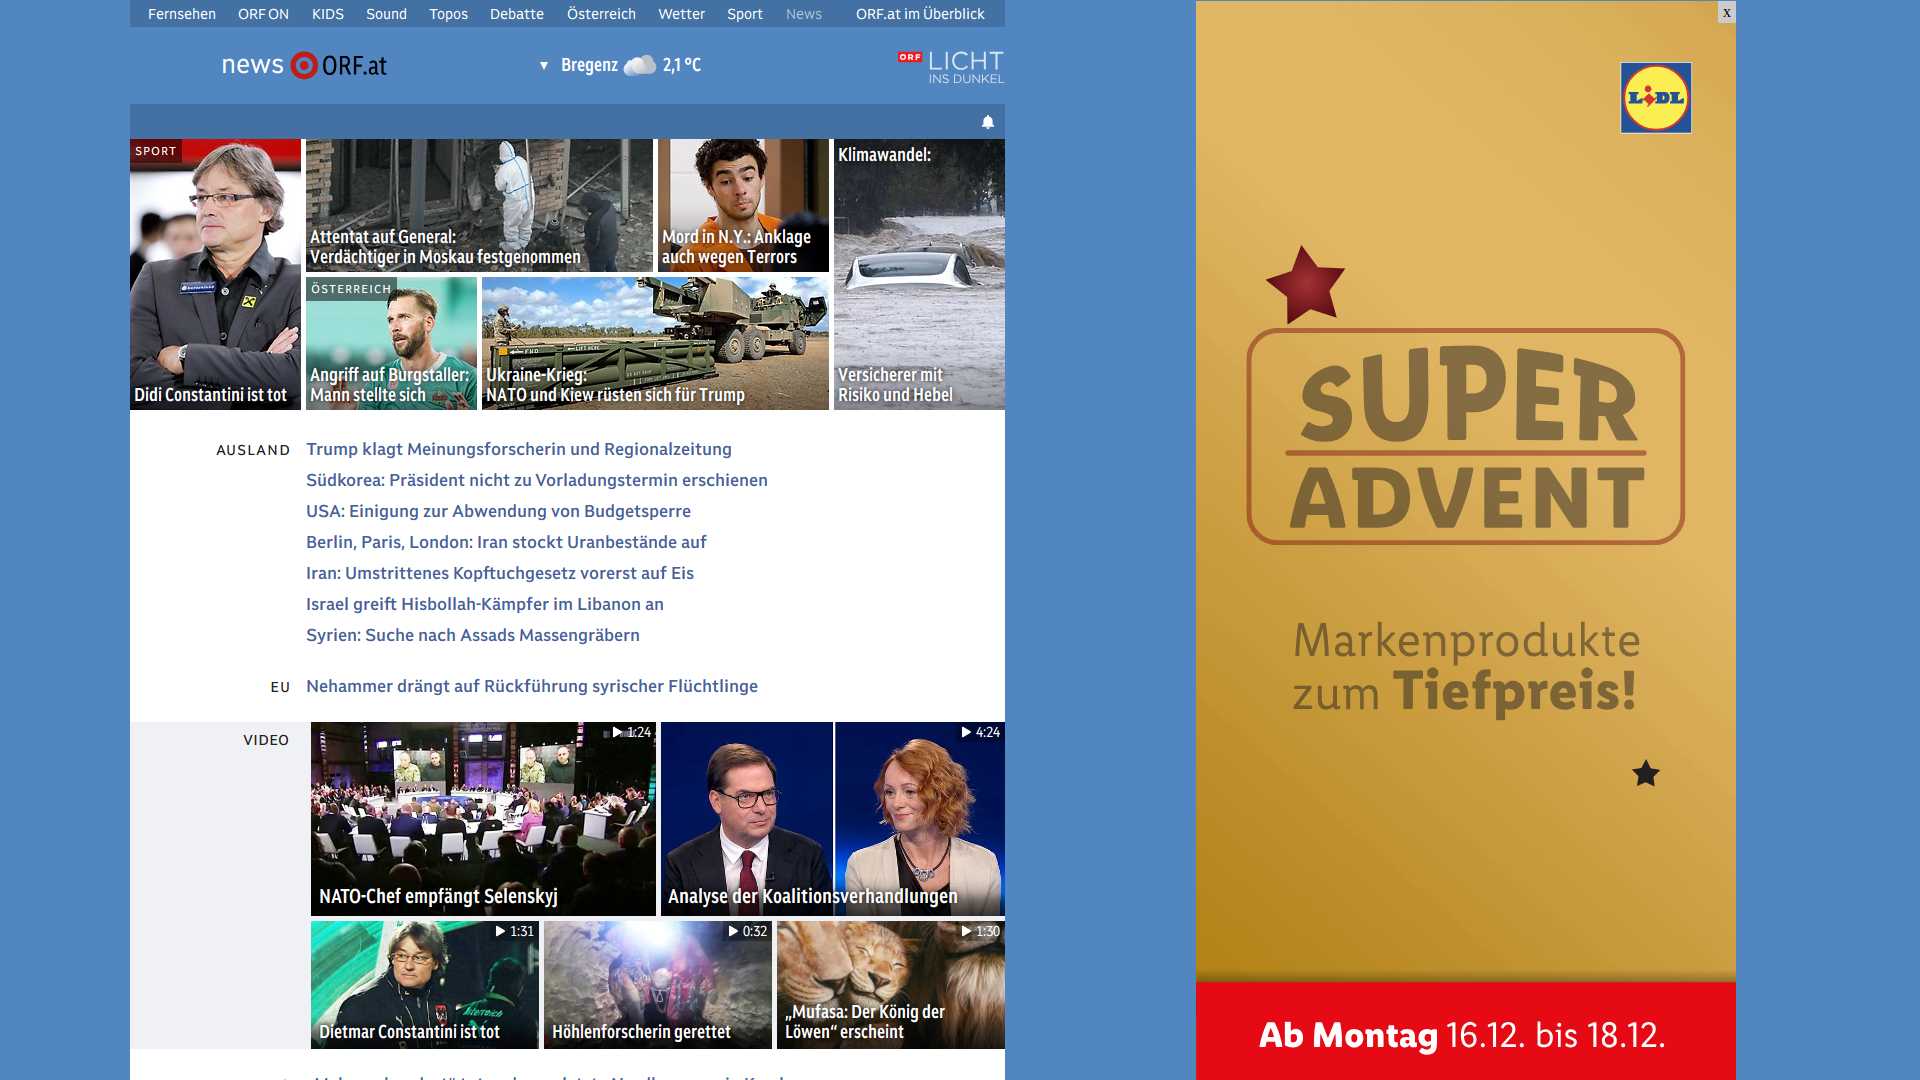 Fernsehen ORF ON KIDS Sound Topos Debatte Österreich Wetter Sport News ORF.at im Überblick
news ORF.at
▼ Bregenz 2,1 °C
ORF LICHT
INS DUNKEL
SPORT
Didi Constantini ist tot
Attentat auf General:
Verdächtiger in Moskau festgenommen
Mord in N.Y.: Anklage
auch wegen Terrors
Klimawandel:
Versicherer mit
Risiko und Hebel
ÖSTERREICH
Angriff auf Burgstaller:
Mann stellte sich
Ukraine-Krieg:
NATO und Kiew rüsten sich für Trump
AUSLAND
Trump klagt Meinungsforscherin und Regionalzeitung
Südkorea: Präsident nicht zu Vorladungstermin erschienen
USA: Einigung zur Abwendung von Budgetsperre
Berlin, Paris, London: Iran stockt Uranbestände auf
Iran: Umstrittenes Kopftuchgesetz vorerst auf Eis
Israel greift Hisbollah-Kämpfer im Libanon an
Syrien: Suche nach Assads Massengräbern
EU
Nehammer drängt auf Rückführung syrischer Flüchtlinge
VIDEO
1:24
NATO-Chef empfängt Selenskyj
4:24
Analyse der Koalitionsverhandlungen
1:31
Dietmar Constantini ist tot
0:32
Höhlenforscherin gerettet
1:30
„Mufasa: Der König der
Löwen“ erscheint
x
LIDL
SUPER
ADVENT
Markenprodukte
zum Tiefpreis!
Ab Montag 16.12. bis 18.12.